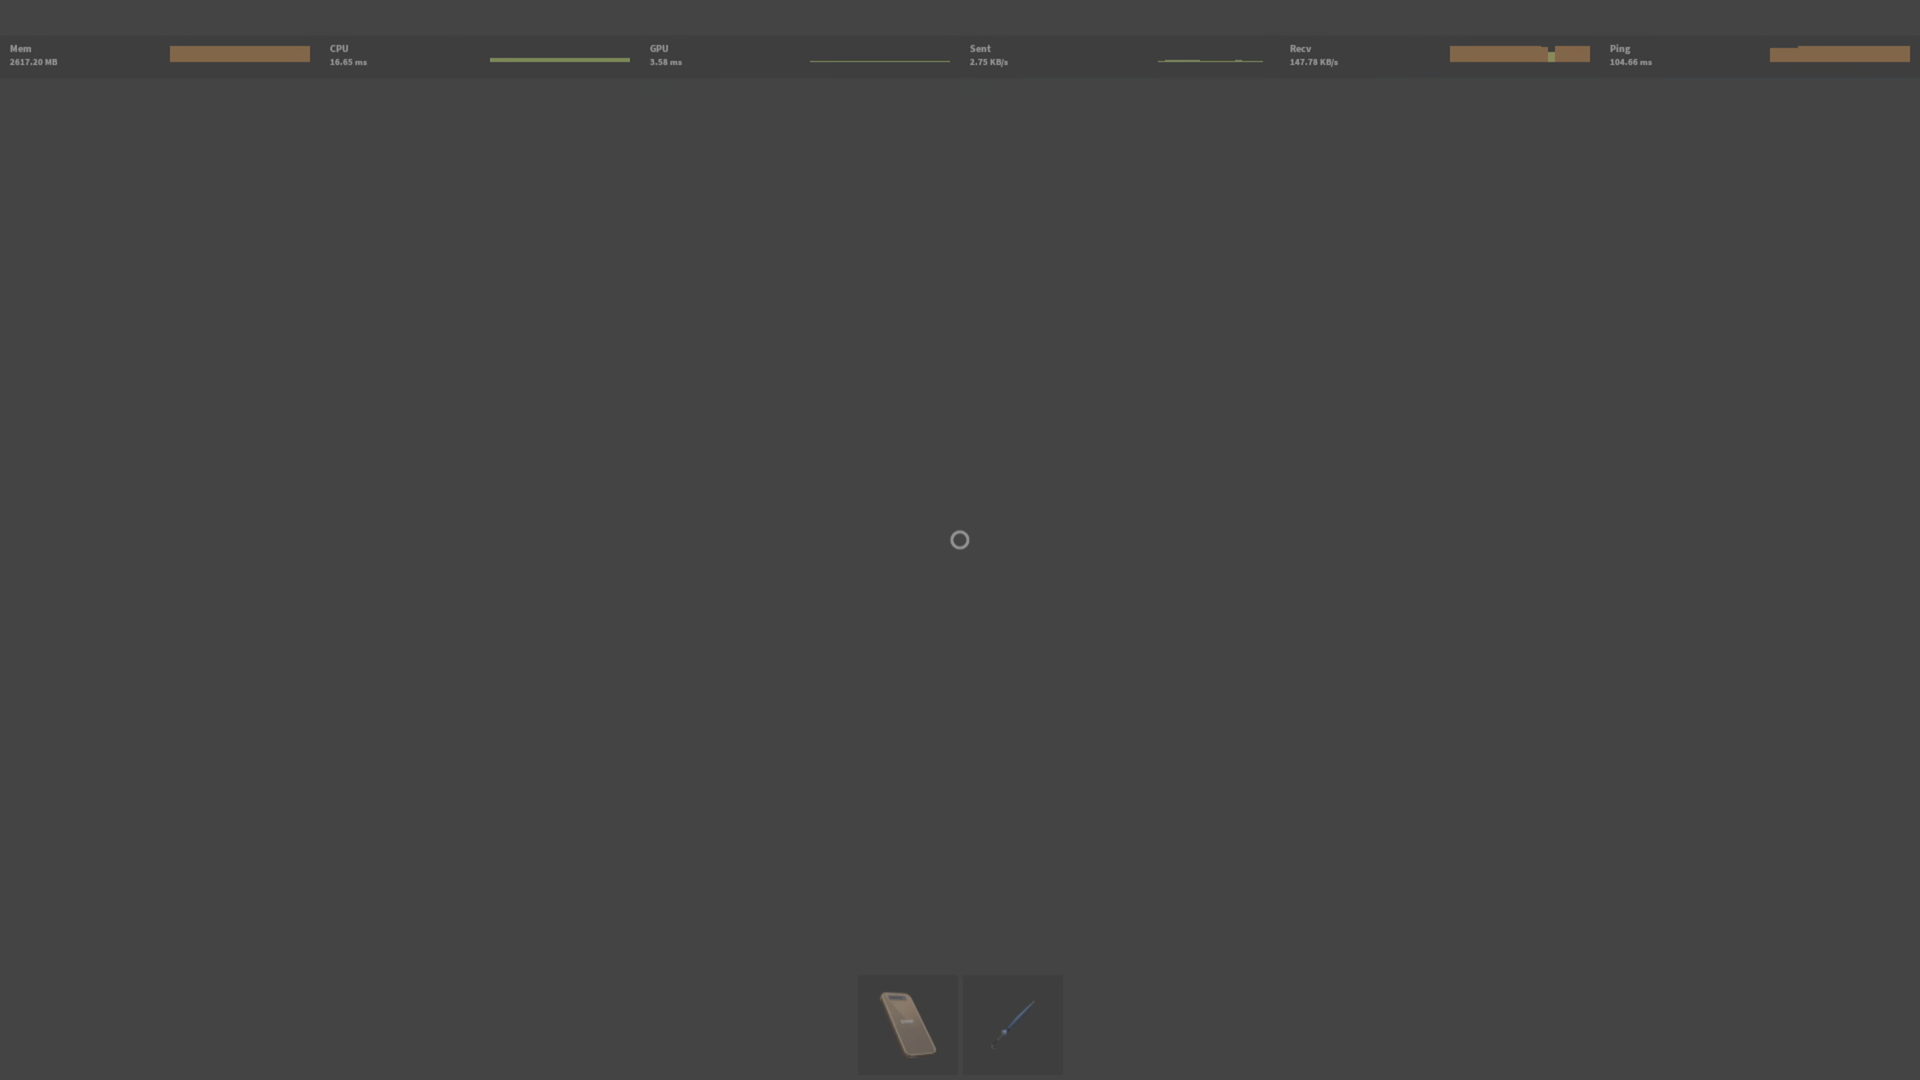 Mem
2617.20 MB
CPU
16.65 ms
GPU
3.58 ms
Sent
2.75 KB/s
Recv
147.78 KB/s
Ping
104.66 ms